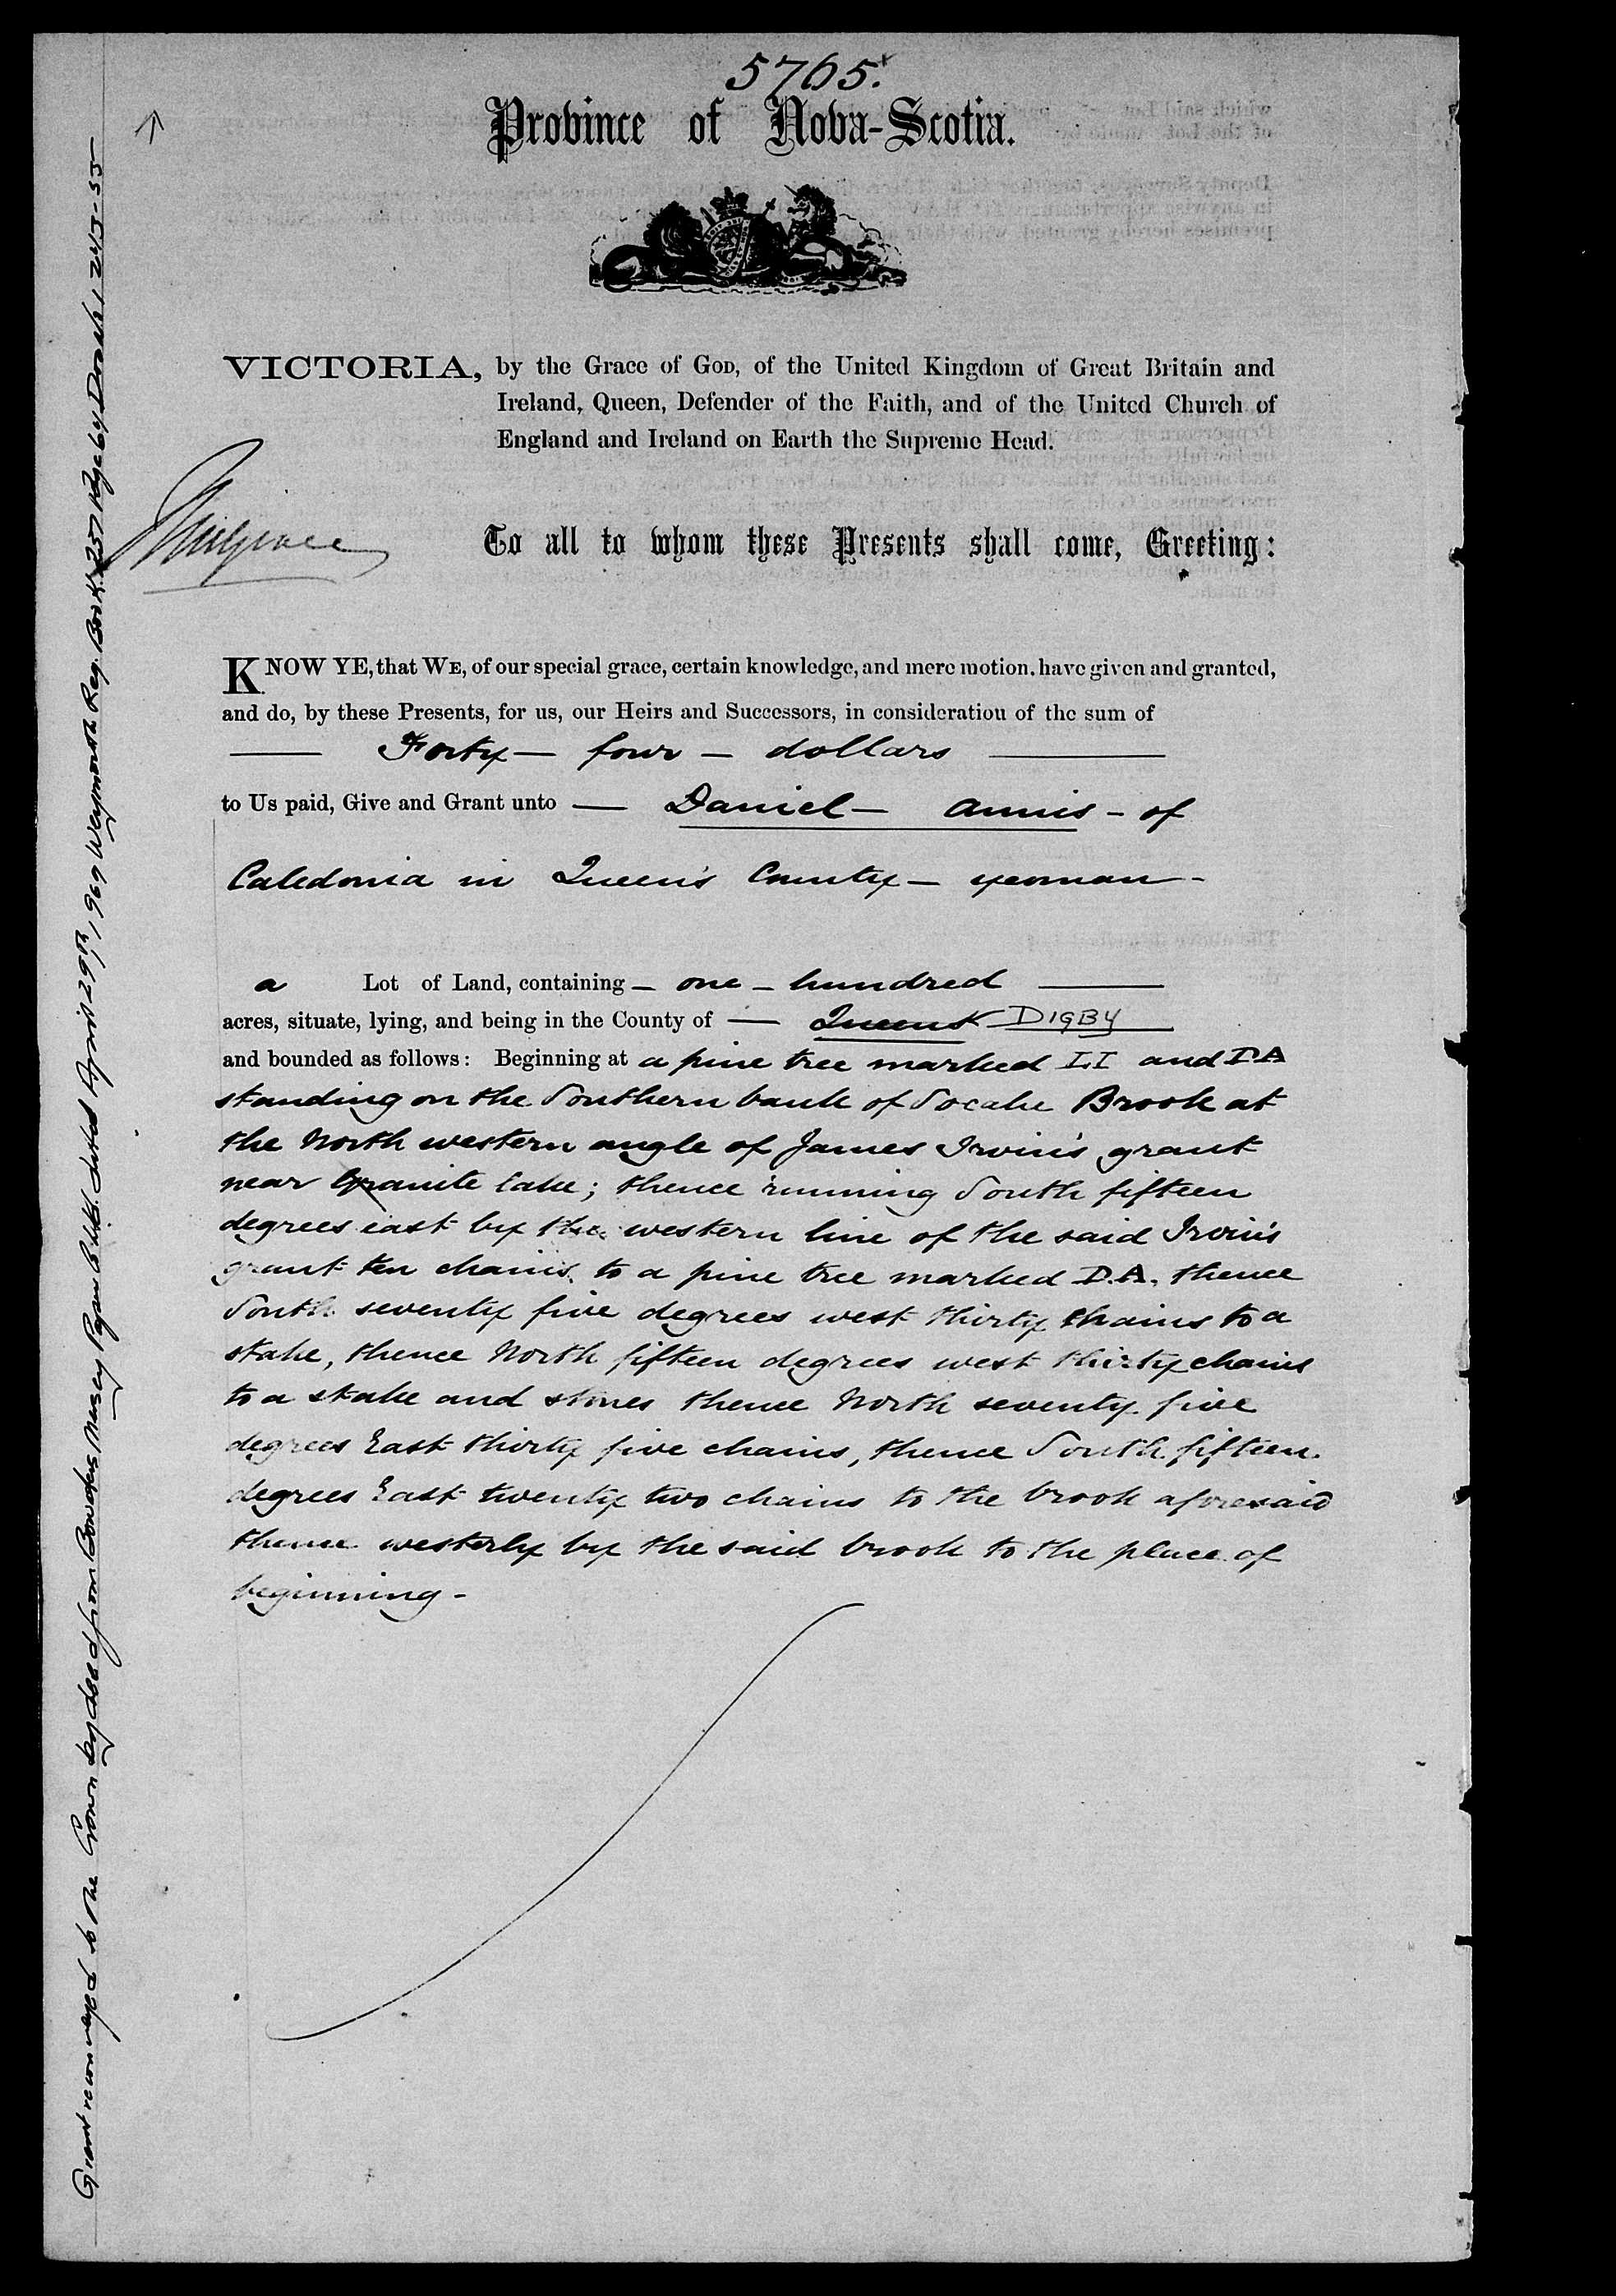 5765.
Province of Nova-Scotia.
VICTORIA, by the Grace of GOD, of the United Kingdom of Great Britain and
Ireland, Queen, Defender of the Faith, and of the United Church of
England and Ireland on Earth the Supreme Head.
Mulgrave
To all to whom these Presents shall come, Greeting:
KNOW YE, that WE, of our special grace, certain knowledge, and mere motion. have given and granted,
and do, by these Presents, for us, our Heirs and Successors, in consideration of the sum of
— Forty — four — dollars —
to Us paid, Give and Grant unto — Daniel — Annis — of
Caledonia in Queen's County — yeoman —
a Lot of Land, containing — one — hundred —
acres, situate, lying, and being in the County of — Queens DIGBY
and bounded as follows: Beginning at a pine tree marked I.I and D.A
standing on the Southern bank of Brook at
the North western angle of James Irvin's grant
near Granite Lake; thence running South fifteen
degrees east by the western line of the said Irvin's
grant ten chains to a pine tree marked D.A. thence
South seventy five degrees west thirty chains to a
stake, thence North fifteen degrees west thirty chains
to a stake and stones thence North seventy five
degrees East thirty five chains, thence South fifteen
degrees East twenty two chains to the brook aforesaid
thence westerly by the said brook to the place of
beginning -
Grant reconveyed to the Crown by deed from Bowaters Mersey Paper Co. Ltd. dated April 29th, 1969 Weymouth Reg. Book 257 Page 69 Doc No. 1243-55